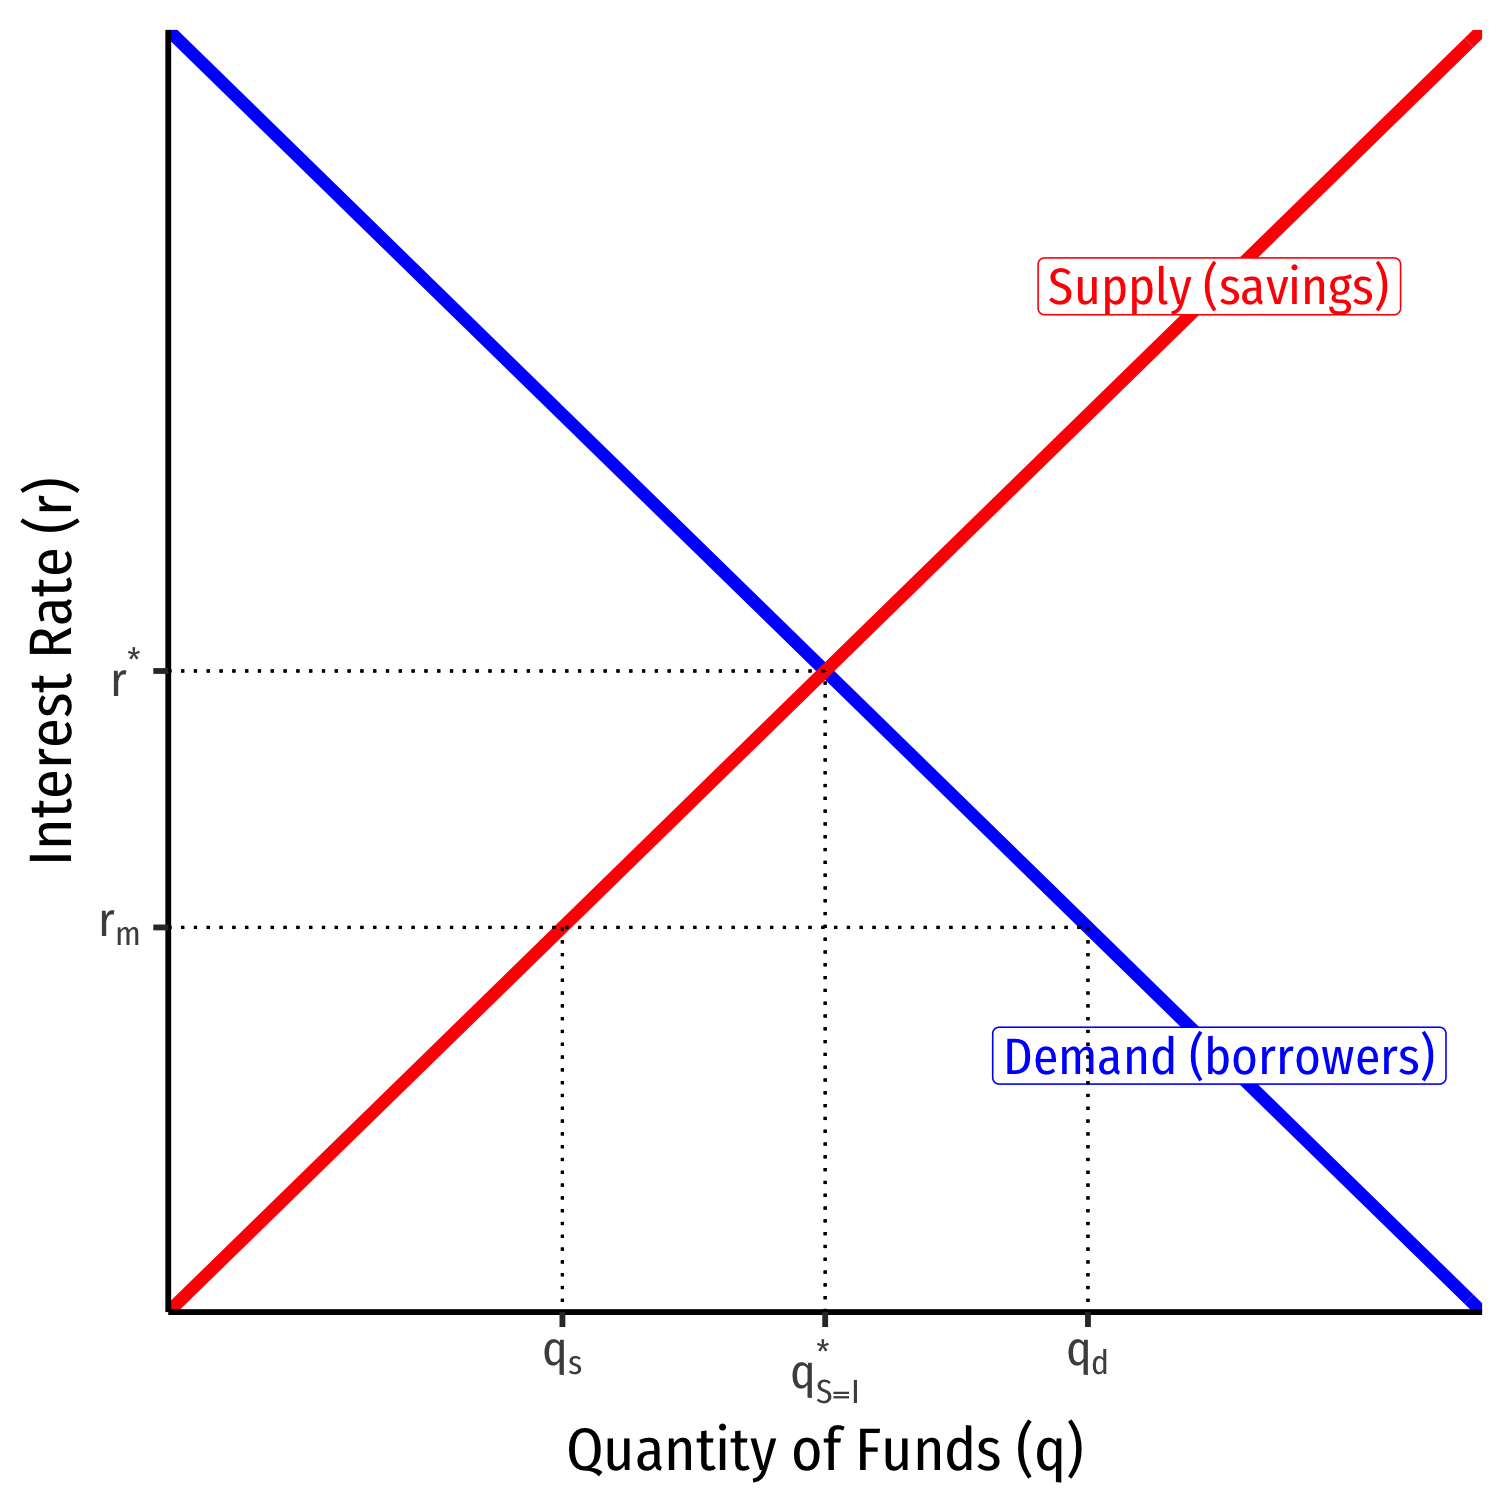 Supply (savings)
Interest Rate (r)
r*
rm
Demand (borrowers)
qs
q*S=I
qd
Quantity of Funds (q)